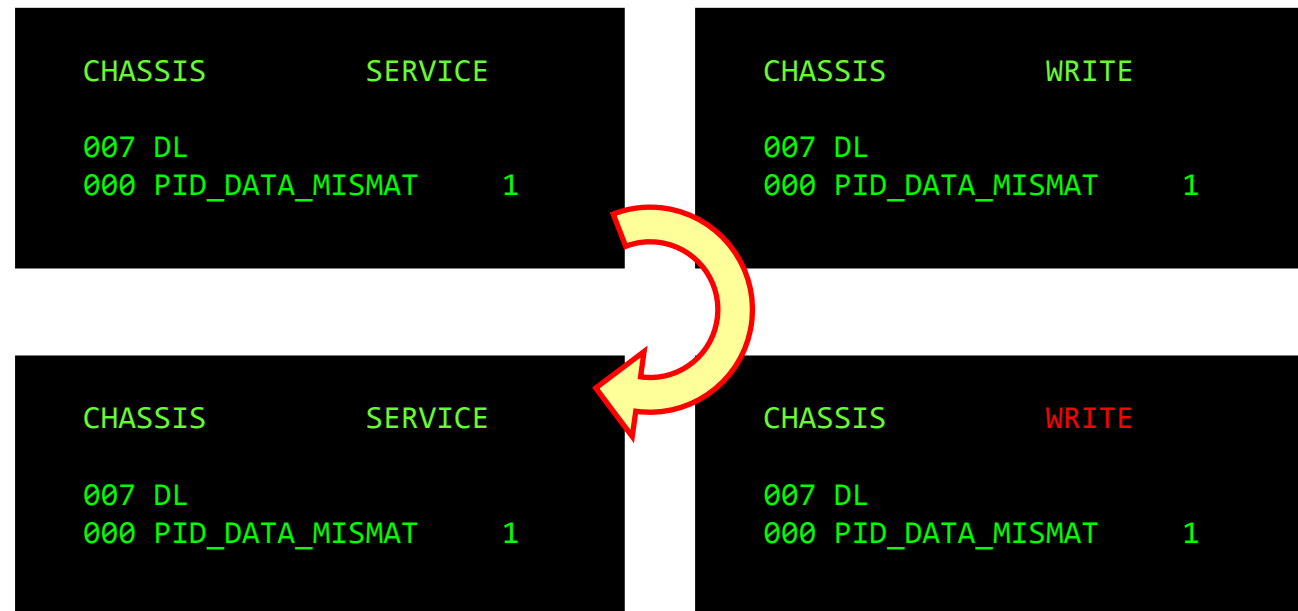 CHASSIS SERVICE
007 DL
000 PID_DATA_MISMAT 1
CHASSIS WRITE
007 DL
000 PID_DATA_MISMAT 1
CHASSIS SERVICE
007 DL
000 PID_DATA_MISMAT 1
CHASSIS WRITE
007 DL
000 PID_DATA_MISMAT 1